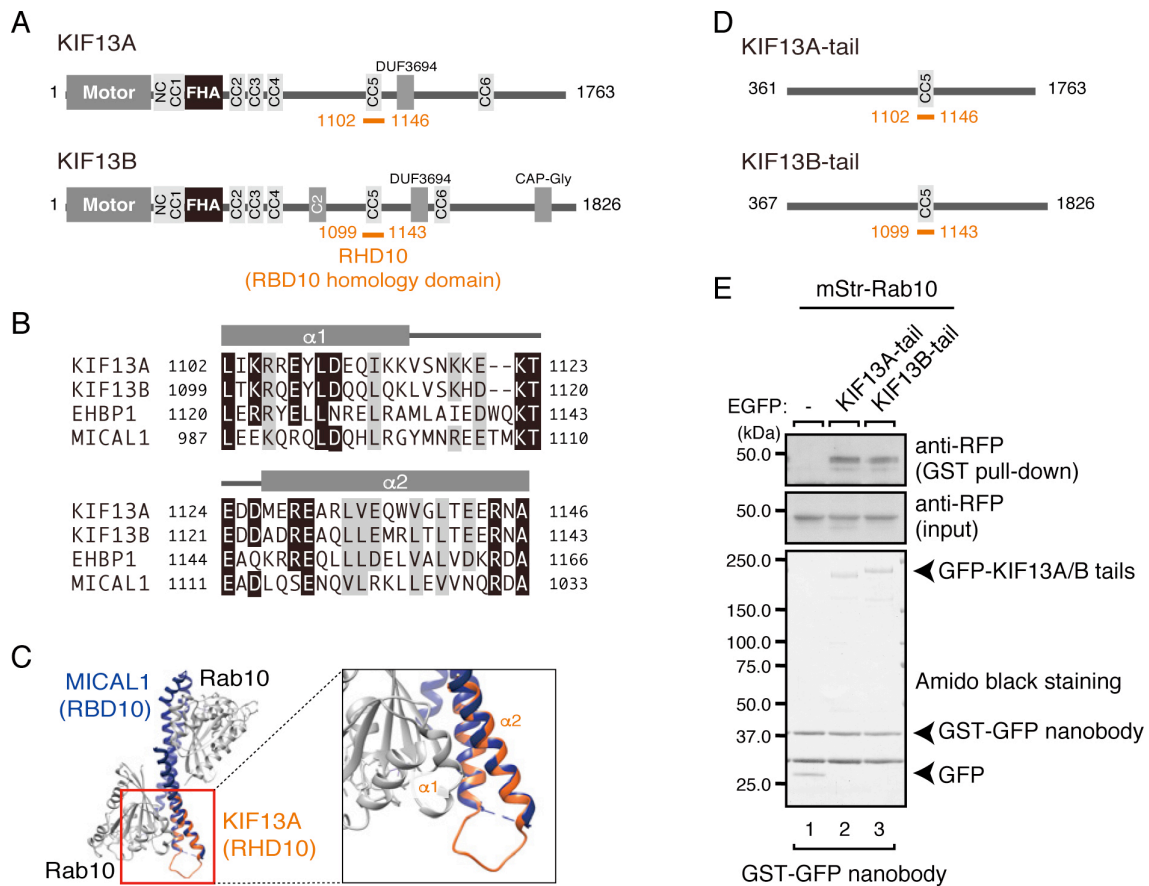 A
KIF13A
1 Motor NC CC1 FHA CC2 CC3 CC4 CC5 DUF3694 CC6 1763
1102 1146
KIF13B
1 Motor NC CC1 FHA CC2 CC3 CC4 C2 CC5 DUF3694 CC6 CAP-Gly 1826
1099 1143
RHD10
(RBD10 homology domain)
B
α1
KIF13A 1102 LIKRREYLDEQIKKVSNKKE--KT 1123
KIF13B 1099 LTKRQEYLDQQLQKLVSKHD--KT 1120
EHBP1 1120 LERRYELLNRELRAMLAIEDWQKT 1143
MICAL1 987 LEEKQRQLDQHLRGYMNREETMKT 1110
α2
KIF13A 1124 EDDMEREARLVEQWVGLTEERNA 1146
KIF13B 1121 EDDADREAQLLEMRLTLTEERNA 1143
EHBP1 1144 EAQKRREQLLLDELVALVDKRDA 1166
MICAL1 1111 EADLQSENQVLRKLLEVVNQRDA 1033
C
MICAL1
(RBD10)
Rab10
Rab10
KIF13A
(RHD10)
α2
α1
D
KIF13A-tail
361 CC5 1763
1102 1146
KIF13B-tail
367 CC5 1826
1099 1143
E
mStr-Rab10
EGFP: - KIF13A-tail KIF13B-tail
(kDa)
50.0
anti-RFP
(GST pull-down)
50.0
anti-RFP
(input)
250.0
GFP-KIF13A/B tails
150.0
100.0
75.0
Amido black staining
50.0
37.0
GST-GFP nanobody
25.0
GFP
1 2 3
GST-GFP nanobody